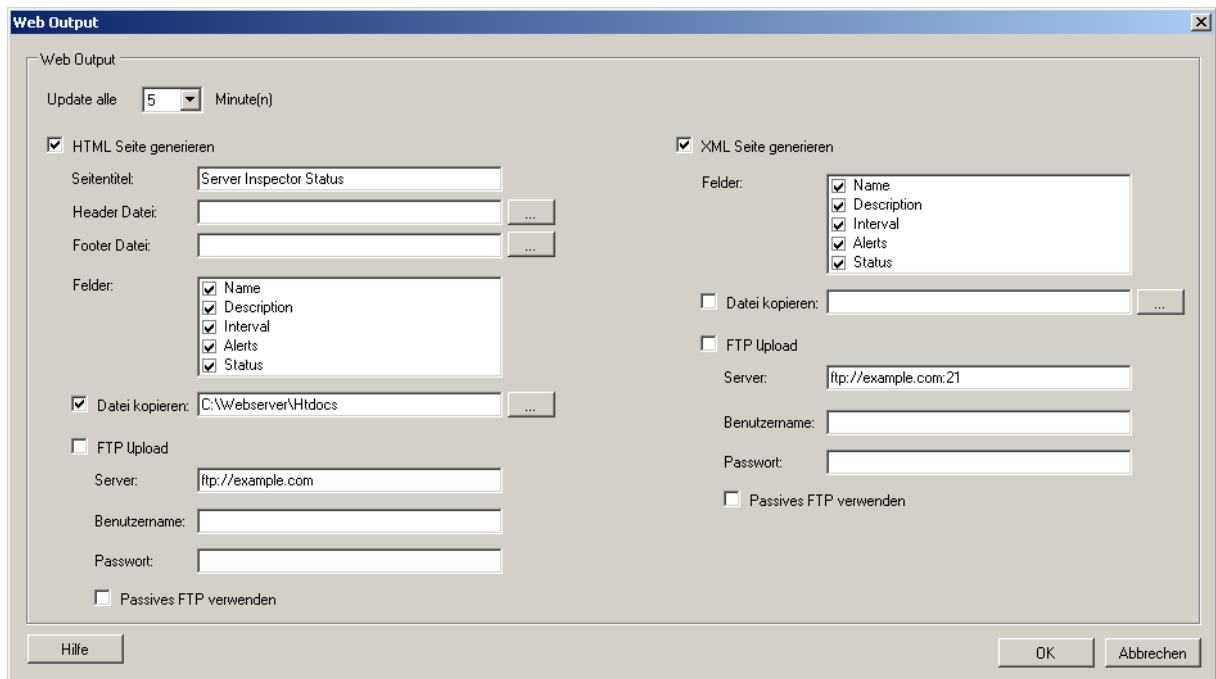 Web Output
Web Output
Update alle 5 Minute(n)
HTML Seite generieren
Seitentitel: Server Inspector Status
Header Datei: ...
Footer Datei: ...
Felder:
Name
Description
Interval
Alerts
Status
Datei kopieren: C:\Webserver\Htdocs ...
FTP Upload
Server: ftp://example.com
Benutzername:
Passwort:
Passives FTP verwenden
XML Seite generieren
Felder:
Name
Description
Interval
Alerts
Status
Datei kopieren: ...
FTP Upload
Server: ftp://example.com:21
Benutzername:
Passwort:
Passives FTP verwenden
Hilfe
OK
Abbrechen